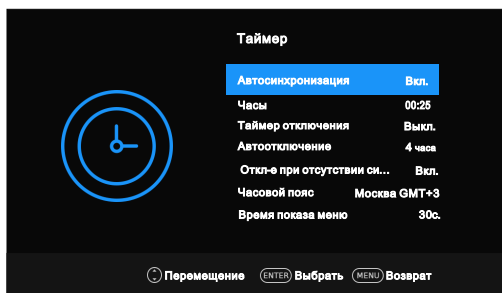 Таймер
Автосинхронизация Вкл.
Часы 00:25
Таймер отключения Выкл.
Автоотключение 4 часа
Откл-е при отсутствии си... Вкл.
Часовой пояс Москва GMT+3
Время показа меню 30с.
Перемещение ENTER Выбрать MENU Возврат